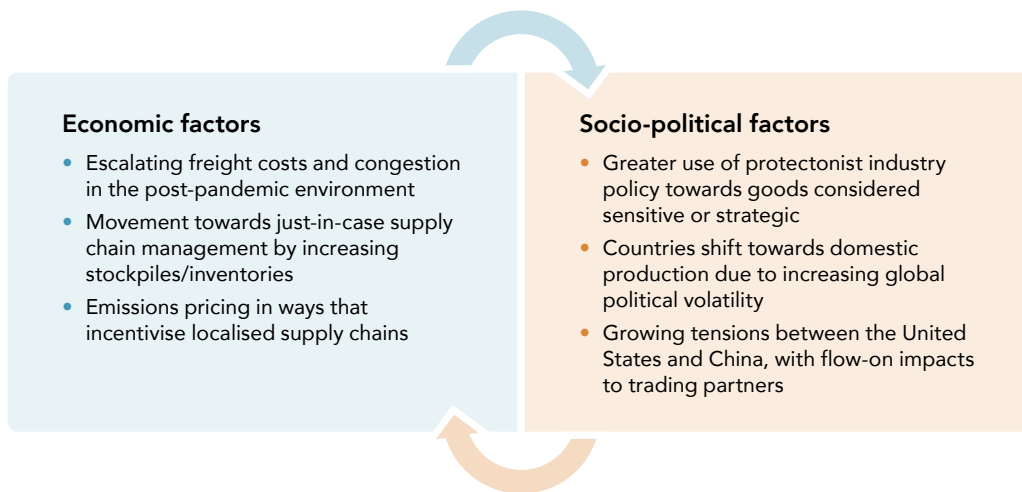 Economic factors
• Escalating freight costs and congestion
in the post-pandemic environment
• Movement towards just-in-case supply
chain management by increasing
stockpiles/inventories
• Emissions pricing in ways that
incentivise localised supply chains
Socio-political factors
• Greater use of protectonist industry
policy towards goods considered
sensitive or strategic
• Countries shift towards domestic
production due to increasing global
political volatility
• Growing tensions between the United
States and China, with flow-on impacts
to trading partners